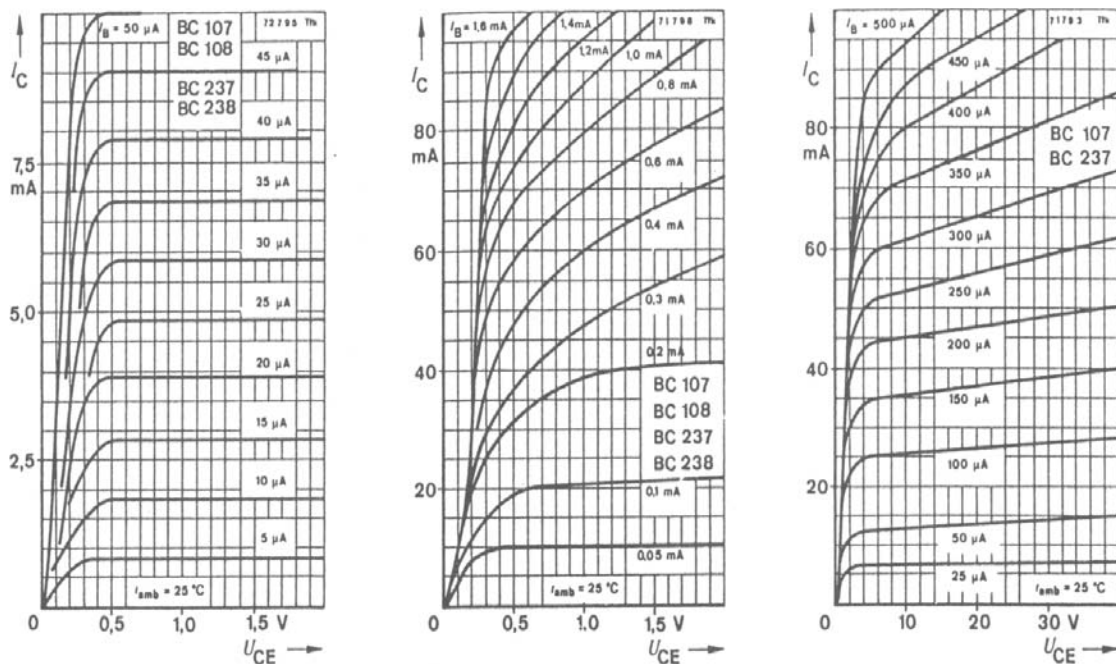 I_B = 50 µA
72795 Tfk
BC 107
BC 108
BC 237
BC 238
I_C
7,5
mA
5,0
2,5
45 µA
40 µA
35 µA
30 µA
25 µA
20 µA
15 µA
10 µA
5 µA
t_amb = 25 °C
0
0,5
1.0
1,5 V
U_CE
I_B = 1,6 mA
1,4mA
71798 Tfk
1,2mA
1,0 mA
0,8 mA
I_C
80
mA
60
40
20
0,6 mA
0,4 mA
0,3 mA
0,2 mA
BC 107
BC 108
BC 237
BC 238
0,1 mA
0,05 mA
t_amb = 25 °C
0
0,5
1.0
1,5 V
U_CE
I_B = 500 µA
71793 Tfk
450 µA
400 µA
I_C
80
mA
60
40
20
BC 107
BC 237
350 µA
300 µA
250 µA
200 µA
150 µA
100 µA
50 µA
25 µA
t_amb = 25 °C
0
10
20
30 V
U_CE